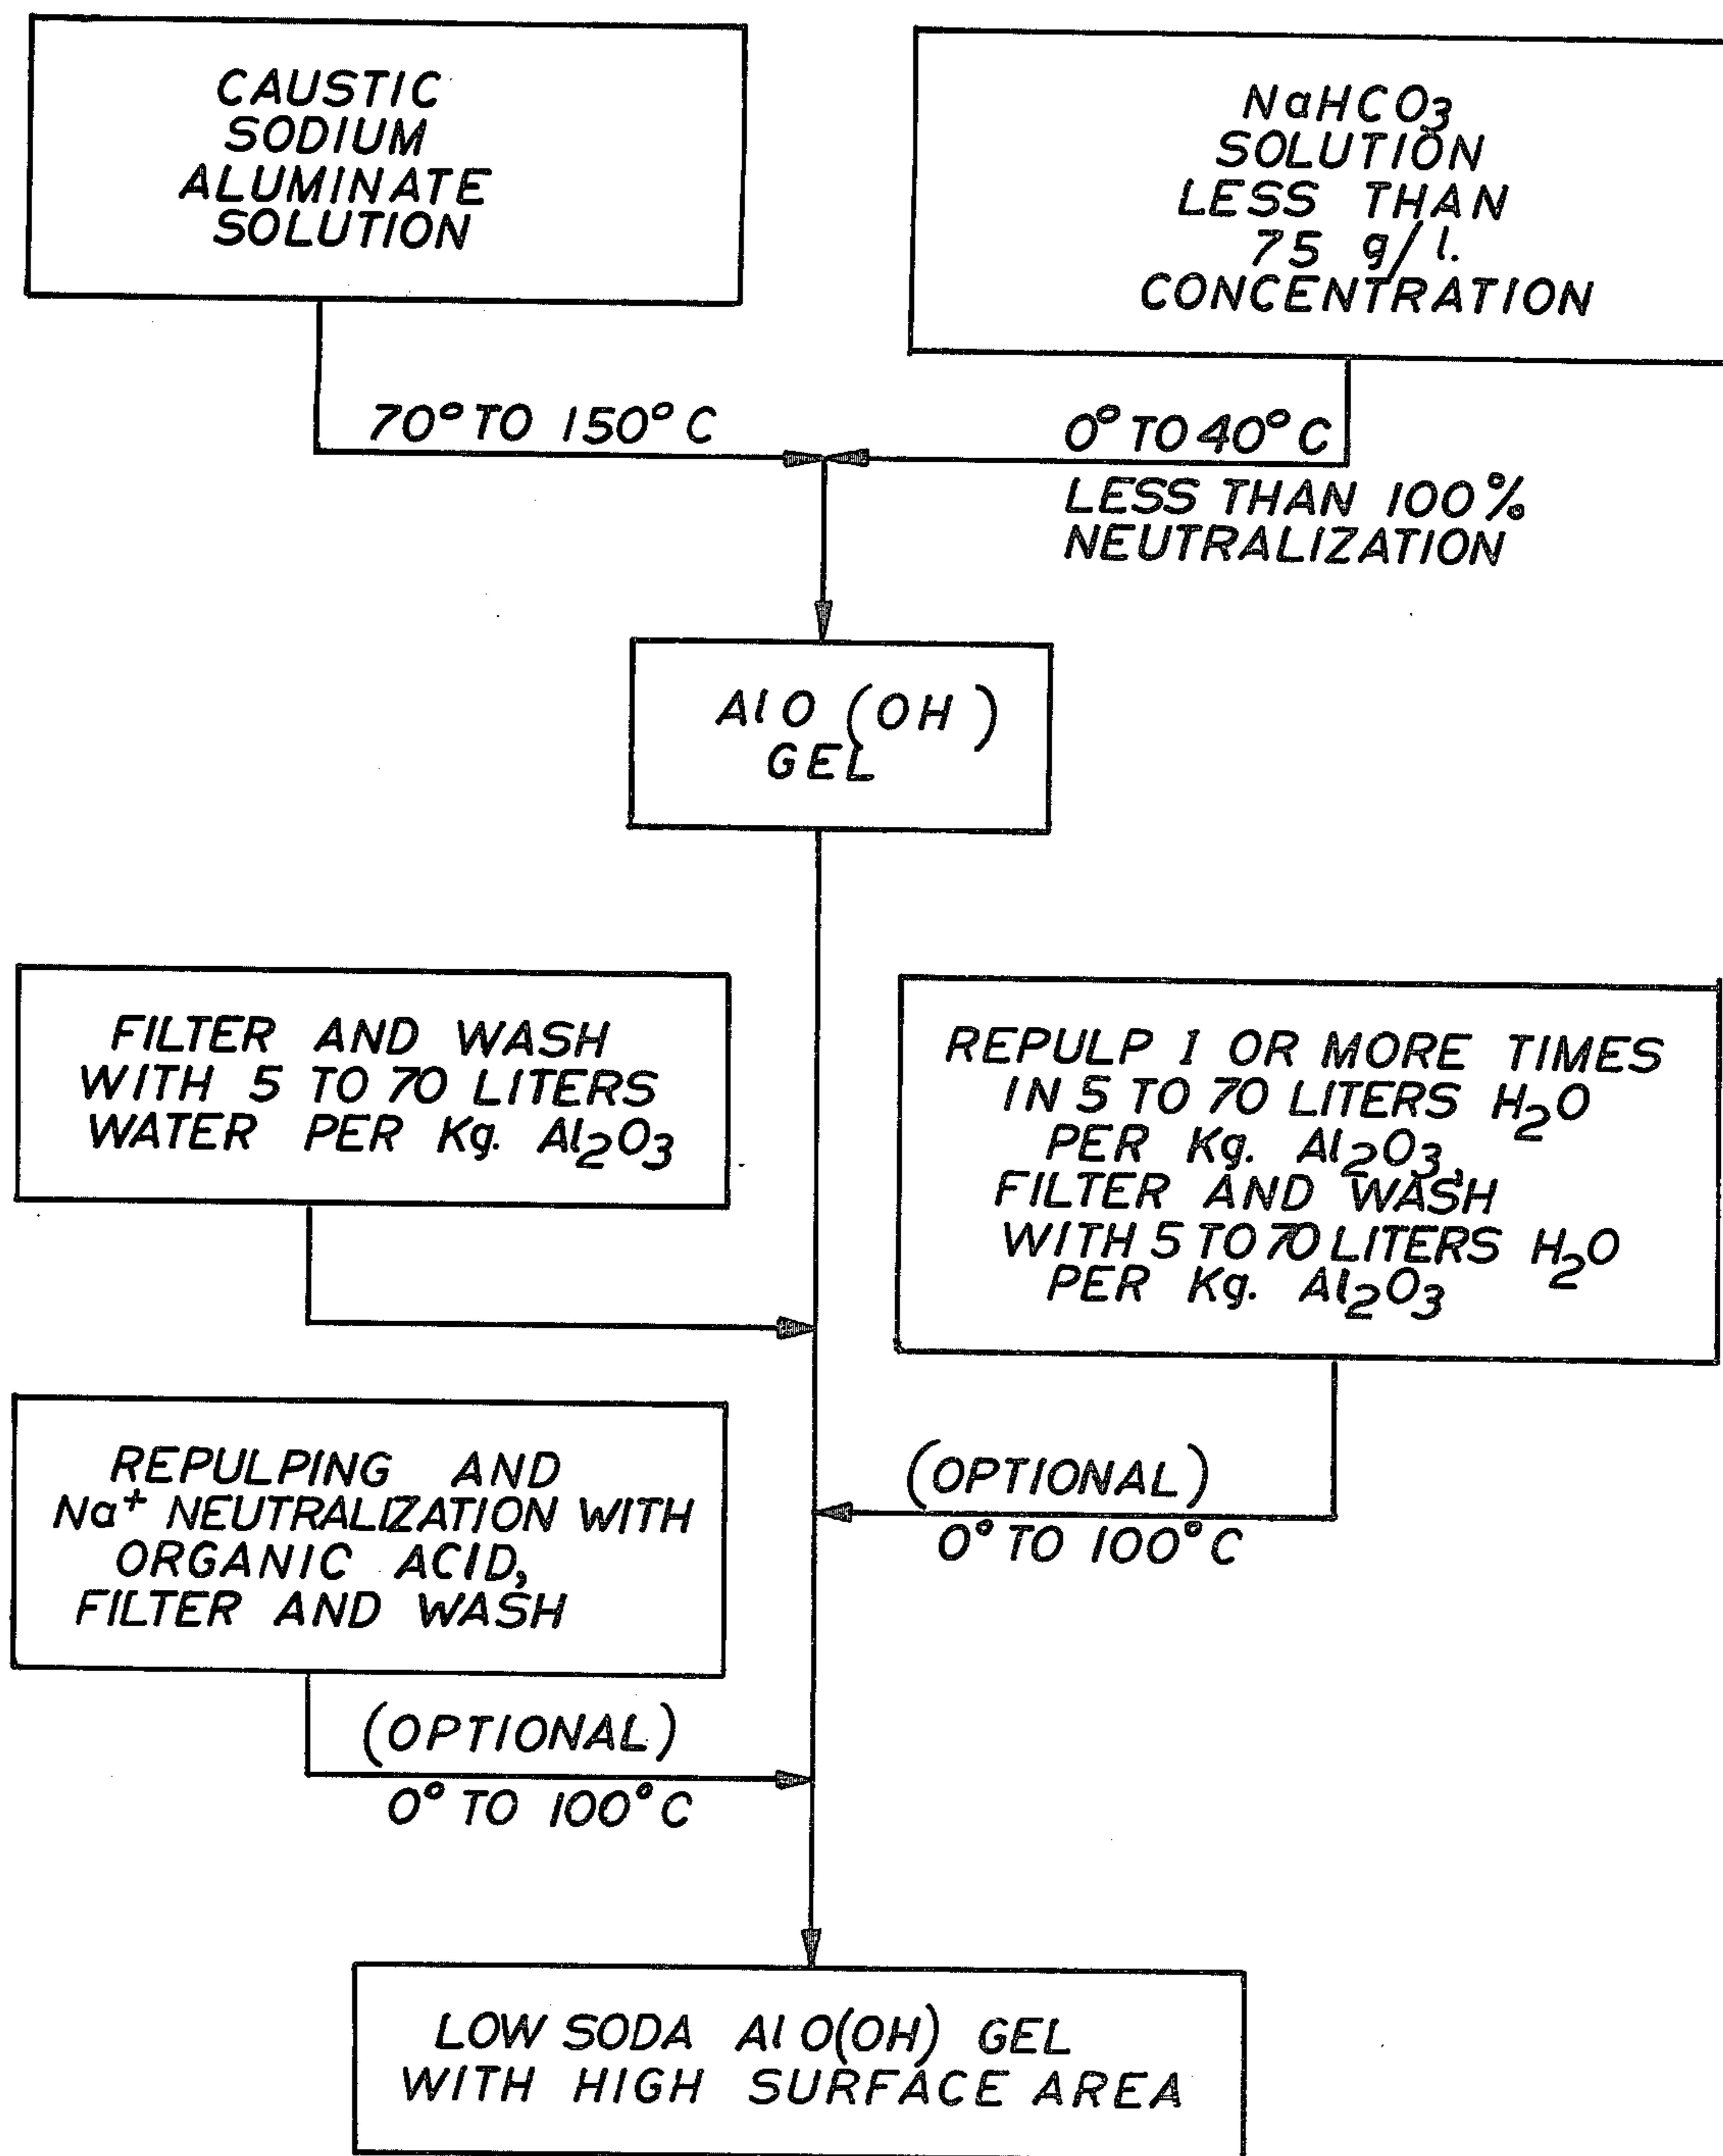 CAUSTIC
SODIUM
ALUMINATE
SOLUTION
NaHCO3
SOLUTION
LESS THAN
75 g/l.
CONCENTRATION
70° TO 150° C
0° TO 40° C
LESS THAN 100%
NEUTRALIZATION
AlO (OH)
GEL
FILTER AND WASH
WITH 5 TO 70 LITERS
WATER PER Kg. Al2O3
REPULP 1 OR MORE TIMES
IN 5 TO 70 LITERS H2O
PER Kg. Al2O3,
FILTER AND WASH
WITH 5 TO 70 LITERS H2O
PER Kg. Al2O3
REPULPING AND
Na+ NEUTRALIZATION WITH
ORGANIC ACID,
FILTER AND WASH
(OPTIONAL)
0° TO 100° C
(OPTIONAL)
0° TO 100° C
LOW SODA AlO(OH) GEL
WITH HIGH SURFACE AREA